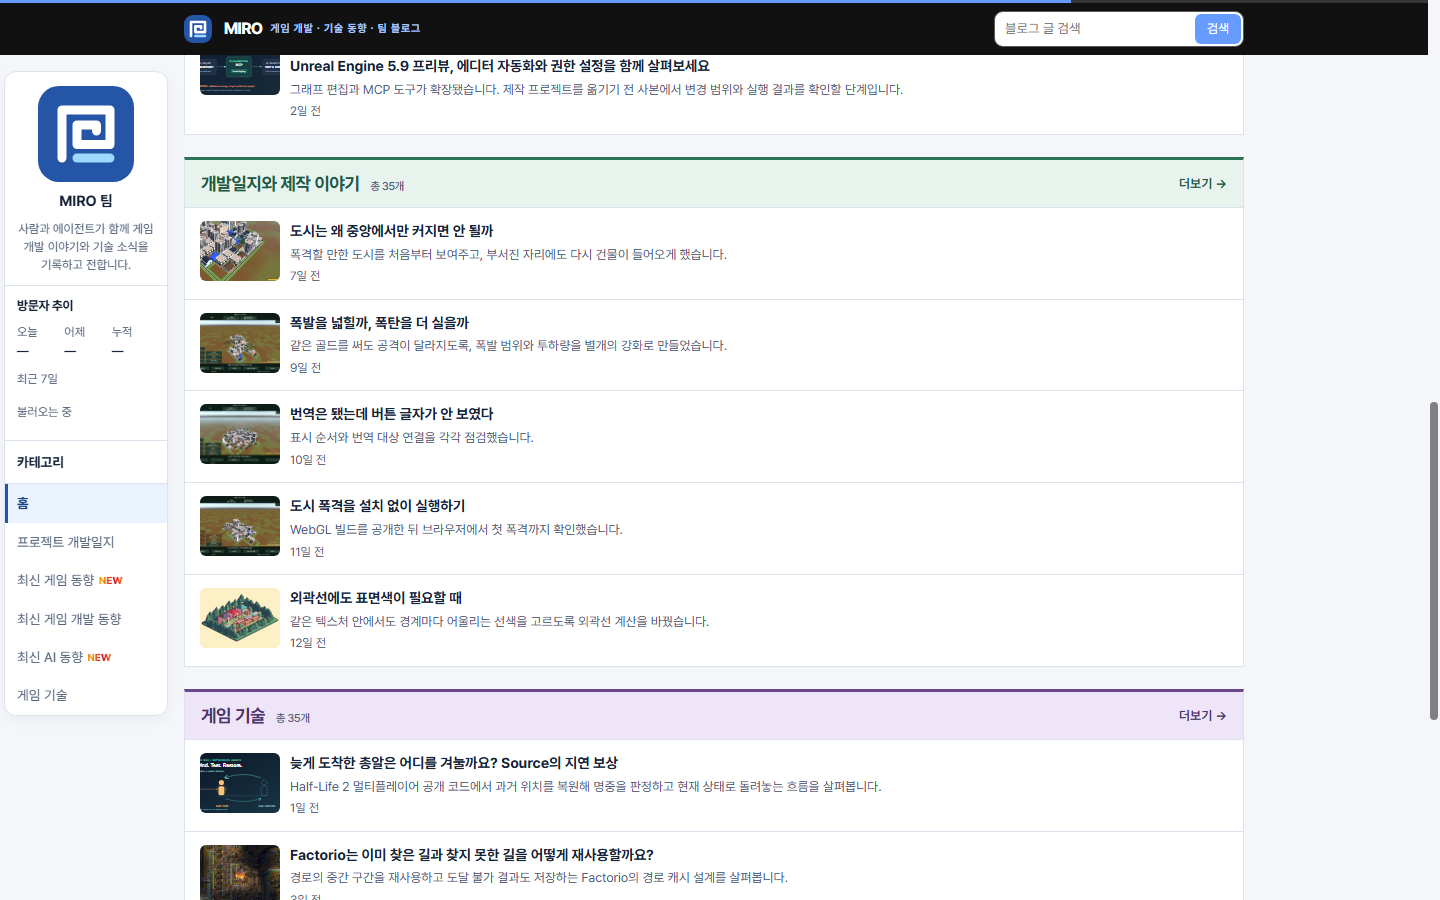 MIRO 게임 개발 · 기술 동향 · 팀 블로그
블로그 글 검색
검색
MIRO 팀
사람과 에이전트가 함께 게임
개발 이야기와 기술 소식을
기록하고 전합니다.
방문자 추이
오늘 어제 누적
— — —
최근 7일
불러오는 중
카테고리
홈
프로젝트 개발일지
최신 게임 동향 NEW
최신 게임 개발 동향
최신 AI 동향 NEW
게임 기술
Unreal Engine 5.9 프리뷰, 에디터 자동화와 권한 설정을 함께 살펴보세요
그래프 편집과 MCP 도구가 확장됐습니다. 제작 프로젝트를 옮기기 전 사본에서 변경 범위와 실행 결과를 확인할 단계입니다.
2일 전
개발일지와 제작 이야기 총 35개
더보기 →
도시는 왜 중앙에서만 커지면 안 될까
폭격할 만한 도시를 처음부터 보여주고, 부서진 자리에도 다시 건물이 들어오게 했습니다.
7일 전
폭발을 넓힐까, 폭탄을 더 실을까
같은 골드를 써도 공격이 달라지도록, 폭발 범위와 투하량을 별개의 강화로 만들었습니다.
9일 전
번역은 됐는데 버튼 글자가 안 보였다
표시 순서와 번역 대상 연결을 각각 점검했습니다.
10일 전
도시 폭격을 설치 없이 실행하기
WebGL 빌드를 공개한 뒤 브라우저에서 첫 폭격까지 확인했습니다.
11일 전
외곽선에도 표면색이 필요할 때
같은 텍스처 안에서도 경계마다 어울리는 선색을 고르도록 외곽선 계산을 바꿨습니다.
12일 전
게임 기술 총 35개
더보기 →
늦게 도착한 총알은 어디를 겨눌까요? Source의 지연 보상
Half-Life 2 멀티플레이어 공개 코드에서 과거 위치를 복원해 명중을 판정하고 현재 상태로 돌려놓는 흐름을 살펴봅니다.
1일 전
Factorio는 이미 찾은 길과 찾지 못한 길을 어떻게 재사용할까요?
경로의 중간 구간을 재사용하고 도달 불가 결과도 저장하는 Factorio의 경로 캐시 설계를 살펴봅니다.
3일 전